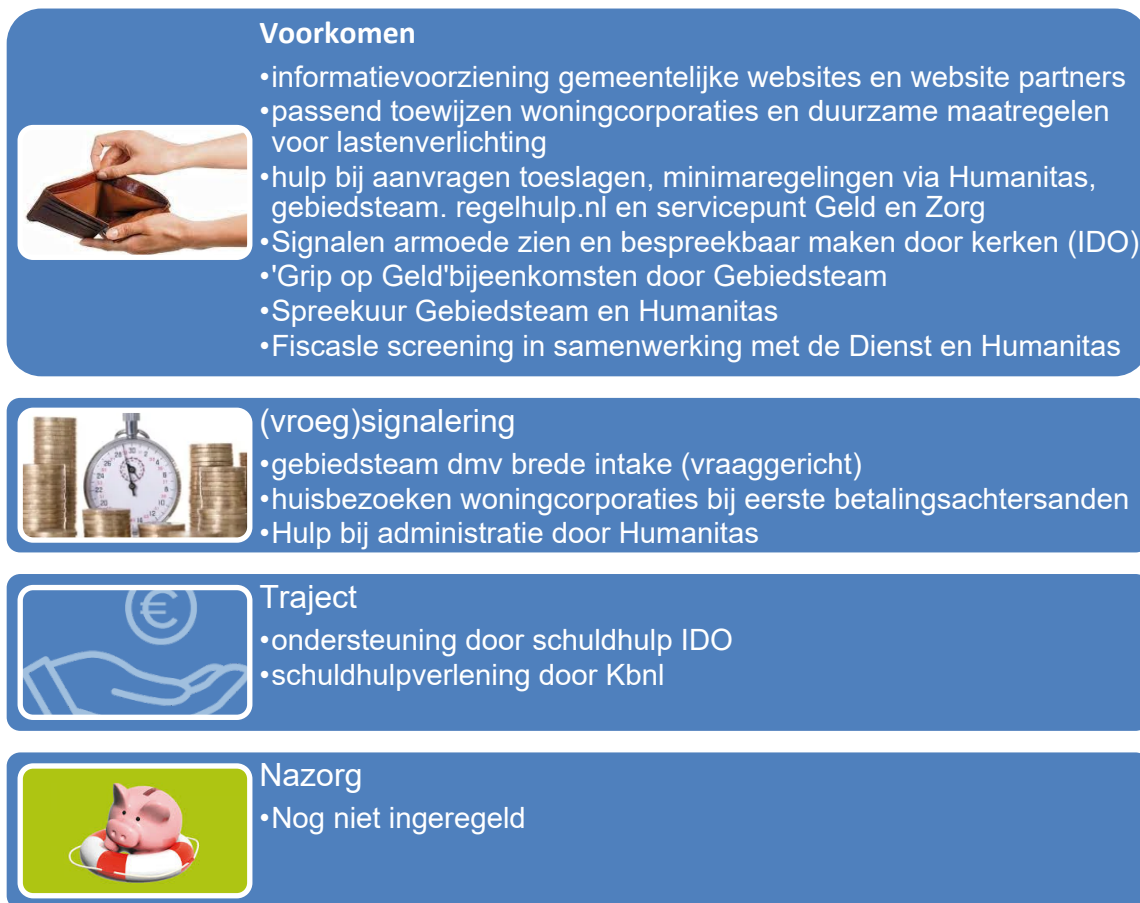 Voorkomen
•informatievoorziening gemeentelijke websites en website partners
•passend toewijzen woningcorporaties en duurzame maatregelen
voor lastenverlichting
•hulp bij aanvragen toeslagen, minimaregelingen via Humanitas,
gebiedsteam. regelhulp.nl en servicepunt Geld en Zorg
•Signalen armoede zien en bespreekbaar maken door kerken (IDO)
•'Grip op Geld'bijeenkomsten door Gebiedsteam
•Spreekuur Gebiedsteam en Humanitas
•Fiscasle screening in samenwerking met de Dienst en Humanitas
(vroeg)signalering
•gebiedsteam dmv brede intake (vraaggericht)
•huisbezoeken woningcorporaties bij eerste betalingsachtersanden
•Hulp bij administratie door Humanitas
€
Traject
•ondersteuning door schuldhulp IDO
•schuldhulpverlening door Kbnl
Nazorg
•Nog niet ingeregeld